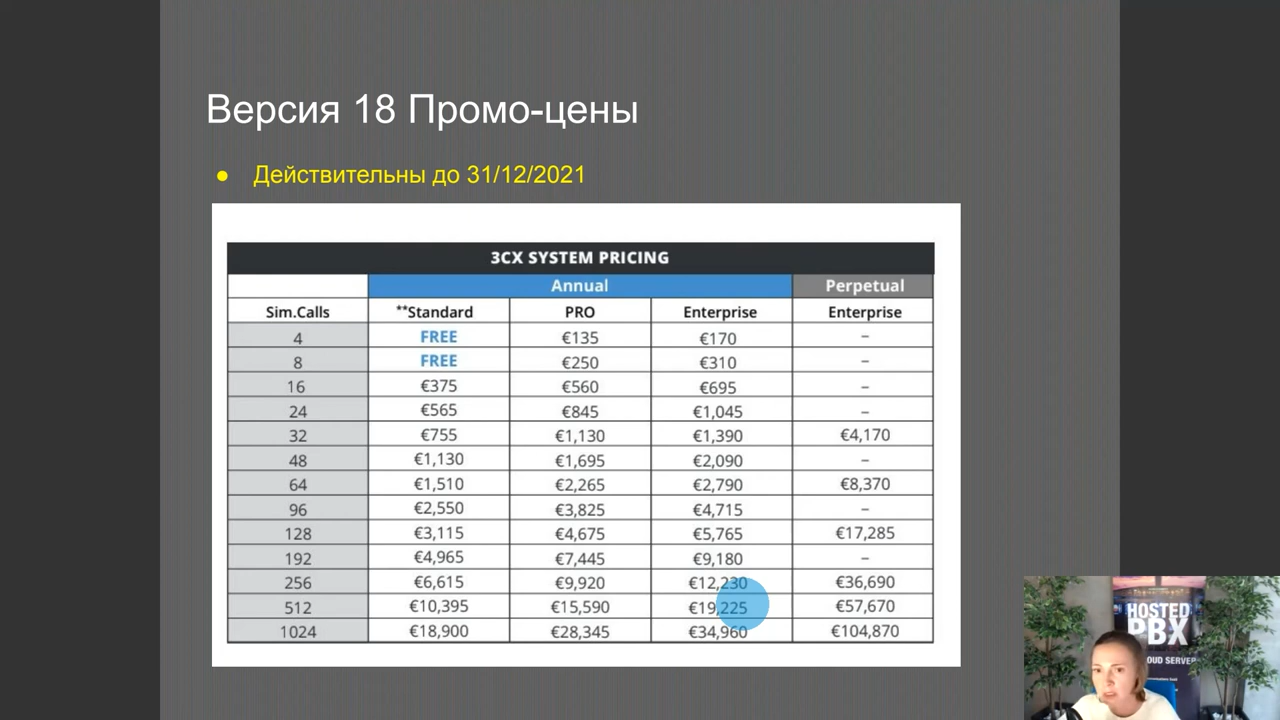 Версия 18 Промо-цены
● Действительны до 31/12/2021
3CX SYSTEM PRICING
Annual Perpetual
Sim.Calls **Standard PRO Enterprise Enterprise
4 FREE €135 €170 –
8 FREE €250 €310 –
16 €375 €560 €695 –
24 €565 €845 €1,045 –
32 €755 €1,130 €1,390 €4,170
48 €1,130 €1,695 €2,090 –
64 €1,510 €2,265 €2,790 €8,370
96 €2,550 €3,825 €4,715 –
128 €3,115 €4,675 €5,765 €17,285
192 €4,965 €7,445 €9,180 –
256 €6,615 €9,920 €12,230 €36,690
512 €10,395 €15,590 €19,225 €57,670
1024 €18,900 €28,345 €34,960 €104,870
HOSTED
PBX
OUD SERVER